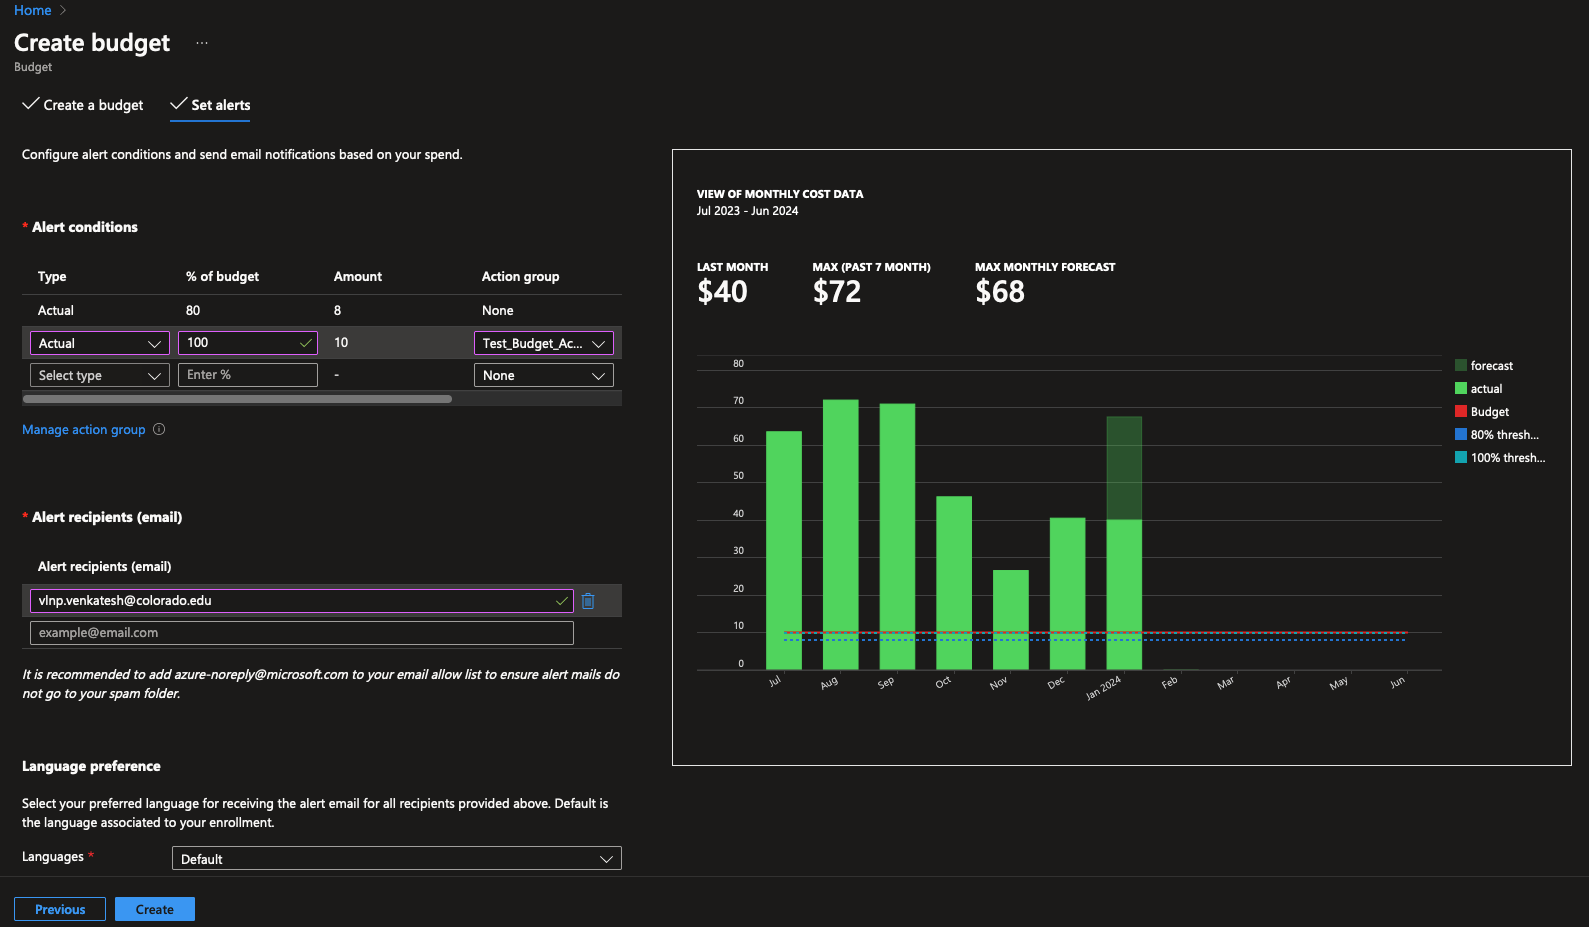 Home
Create budget ...
Budget
Create a budget
Set alerts
Configure alert conditions and send email notifications based on your spend.
* Alert conditions
Type % of budget Amount Action group
Actual 80 8 None
Actual 100 10 Test_Budget_Ac...
Select type Enter % - None
Manage action group
* Alert recipients (email)
Alert recipients (email)
vlnp.venkatesh@colorado.edu
example@email.com
It is recommended to add azure-noreply@microsoft.com to your email allow list to ensure alert mails do
not go to your spam folder.
Language preference
Select your preferred language for receiving the alert email for all recipients provided above. Default is
the language associated to your enrollment.
Languages * Default
Previous Create
VIEW OF MONTHLY COST DATA
Jul 2023 - Jun 2024
LAST MONTH MAX (PAST 7 MONTH) MAX MONTHLY FORECAST
$40 $72 $68
80
70
60
50
40
30
20
10
0
Jul Aug Sep Oct Nov Dec Jan 2024 Feb Mar Apr May Jun
forecast
actual
Budget
80% thresh...
100% thresh...